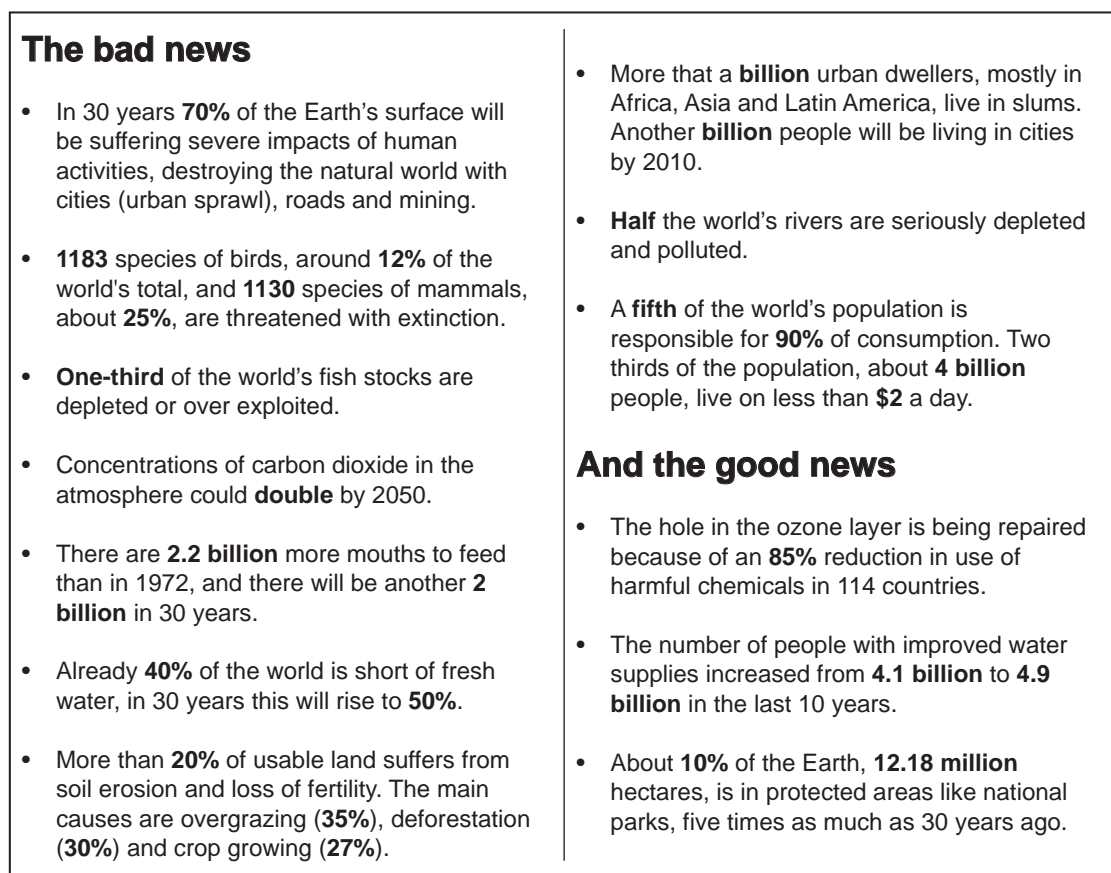 The bad news
• In 30 years 70% of the Earth's surface will
be suffering severe impacts of human
activities, destroying the natural world with
cities (urban sprawl), roads and mining.
• 1183 species of birds, around 12% of the
world's total, and 1130 species of mammals,
about 25%, are threatened with extinction.
• One-third of the world's fish stocks are
depleted or over exploited.
• Concentrations of carbon dioxide in the
atmosphere could double by 2050.
• There are 2.2 billion more mouths to feed
than in 1972, and there will be another 2
billion in 30 years.
• Already 40% of the world is short of fresh
water, in 30 years this will rise to 50%.
• More than 20% of usable land suffers from
soil erosion and loss of fertility. The main
causes are overgrazing (35%), deforestation
(30%) and crop growing (27%).
• More that a billion urban dwellers, mostly in
Africa, Asia and Latin America, live in slums.
Another billion people will be living in cities
by 2010.
• Half the world's rivers are seriously depleted
and polluted.
• A fifth of the world's population is
responsible for 90% of consumption. Two
thirds of the population, about 4 billion
people, live on less than $2 a day.
And the good news
• The hole in the ozone layer is being repaired
because of an 85% reduction in use of
harmful chemicals in 114 countries.
• The number of people with improved water
supplies increased from 4.1 billion to 4.9
billion in the last 10 years.
• About 10% of the Earth, 12.18 million
hectares, is in protected areas like national
parks, five times as much as 30 years ago.